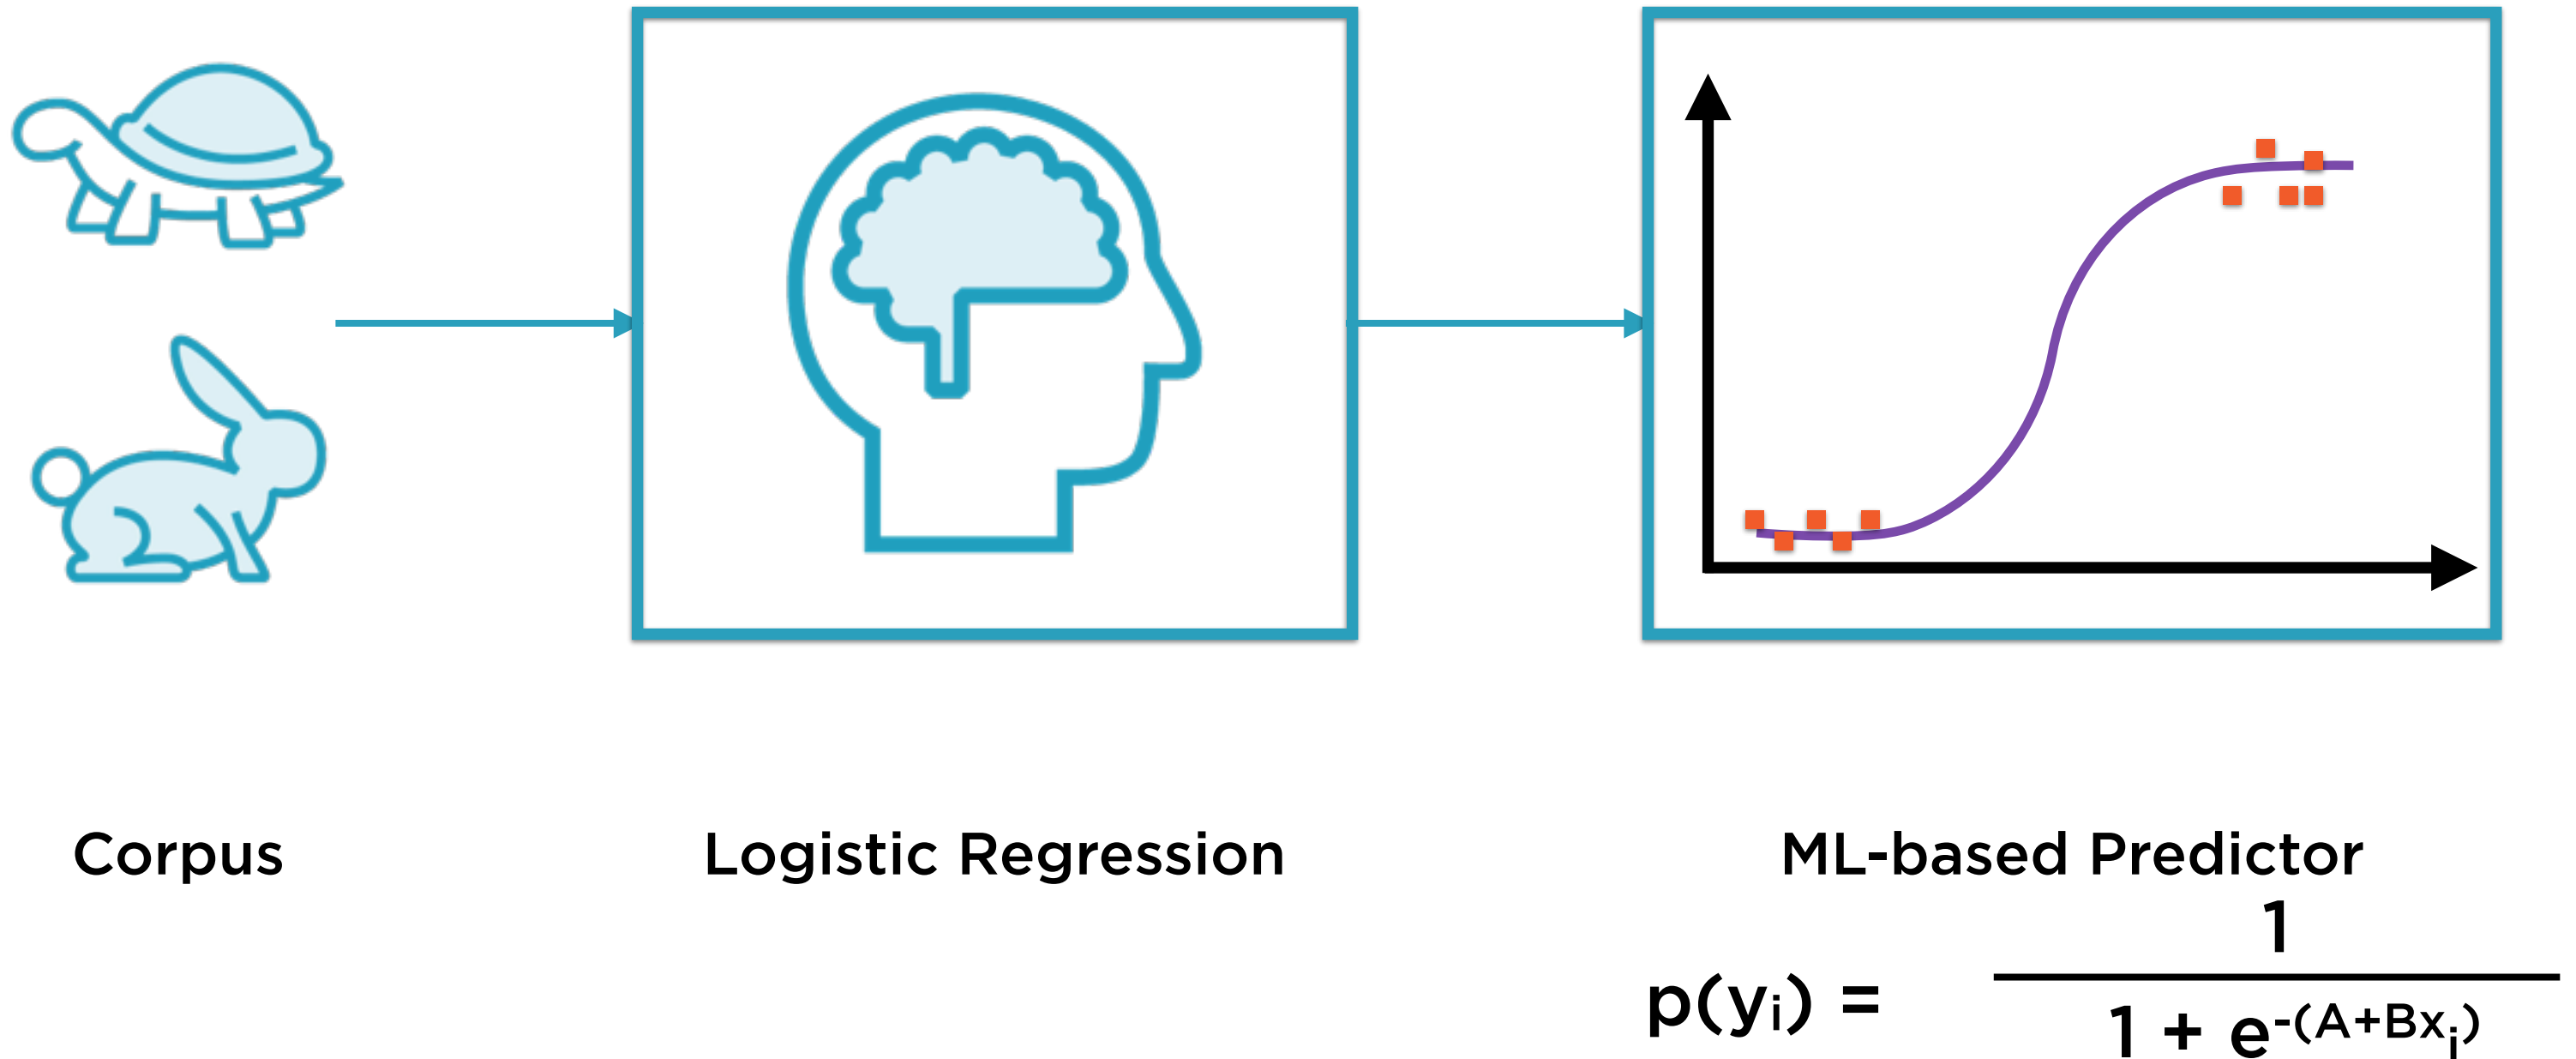 Corpus
Logistic Regression
ML-based Predictor
p(yi) = 1
1 + e-(A+Bxi)